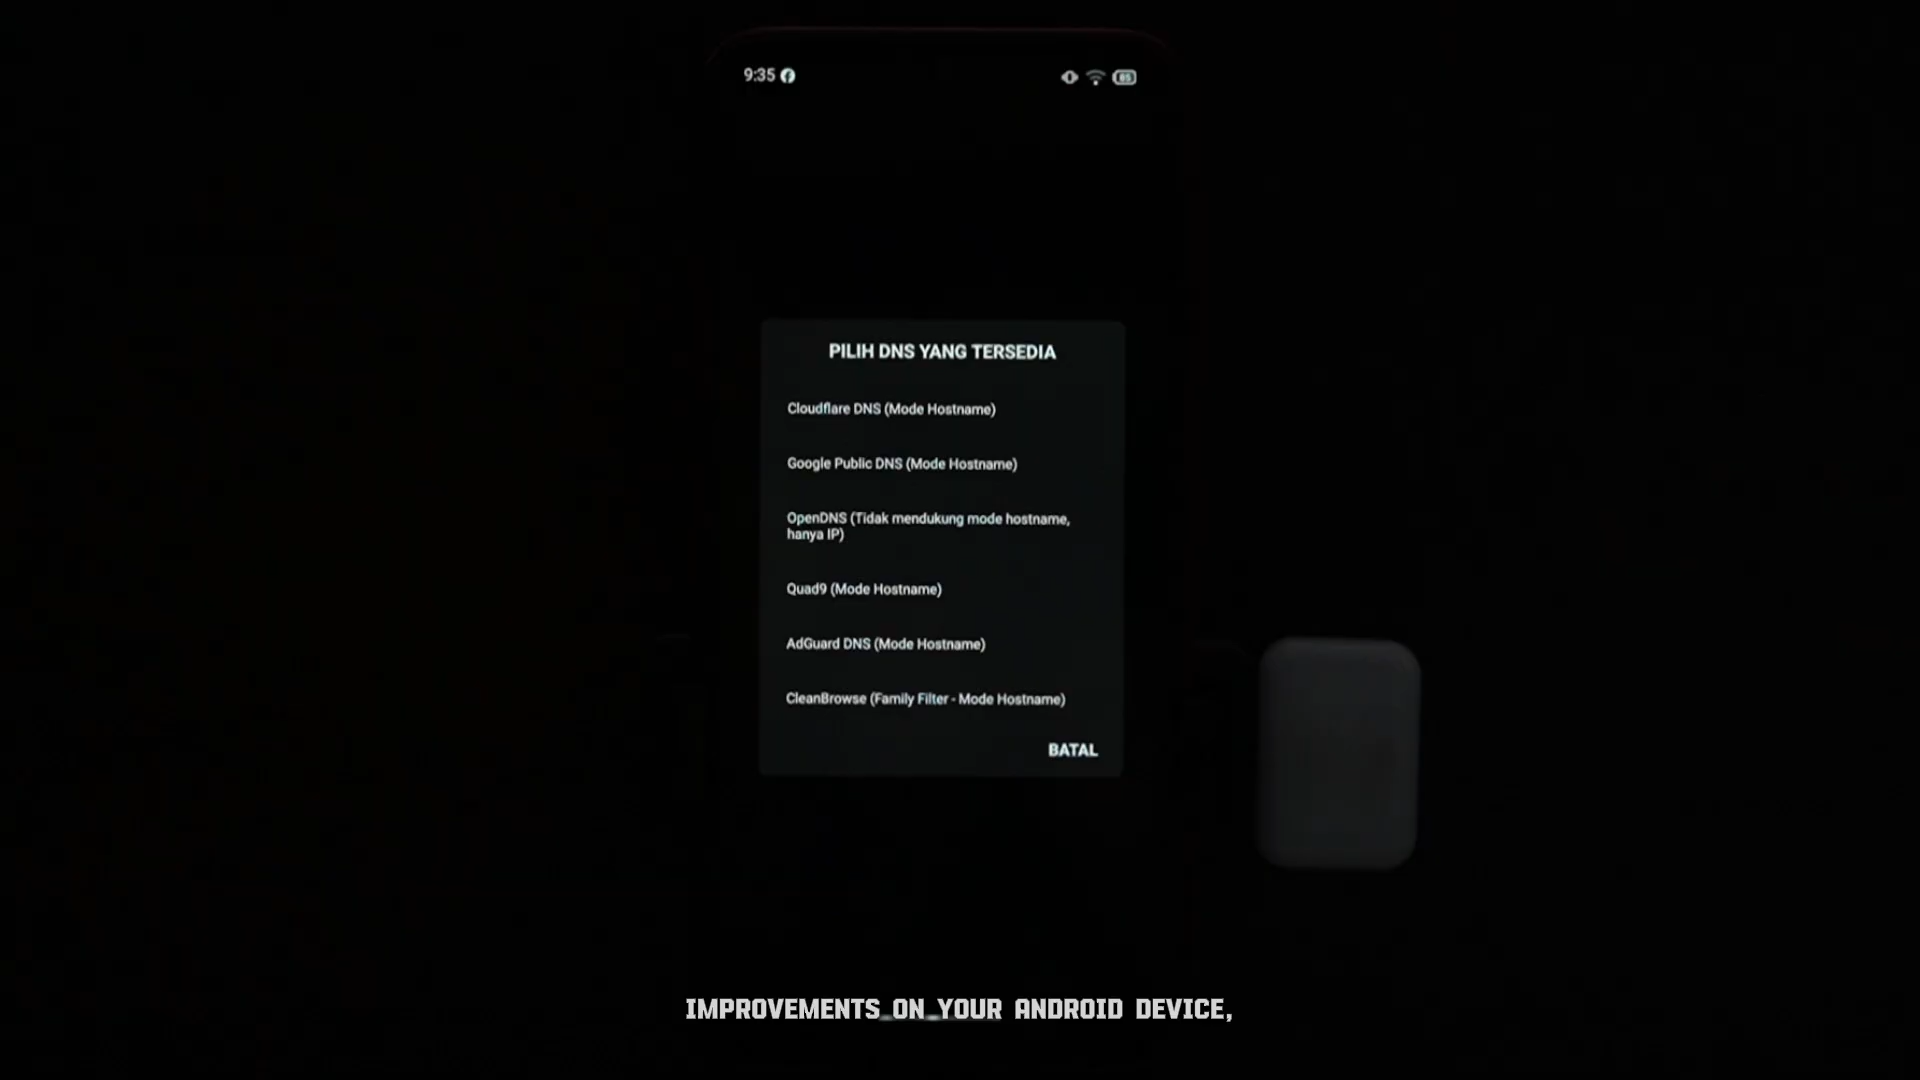 9:35
85
PILIH DNS YANG TERSEDIA
Cloudflare DNS (Mode Hostname)
Google Public DNS (Mode Hostname)
OpenDNS (Tidak mendukung mode hostname,
hanya IP)
Quad9 (Mode Hostname)
AdGuard DNS (Mode Hostname)
CleanBrowse (Family Filter - Mode Hostname)
BATAL
IMPROVEMENTS ON YOUR ANDROID DEVICE,